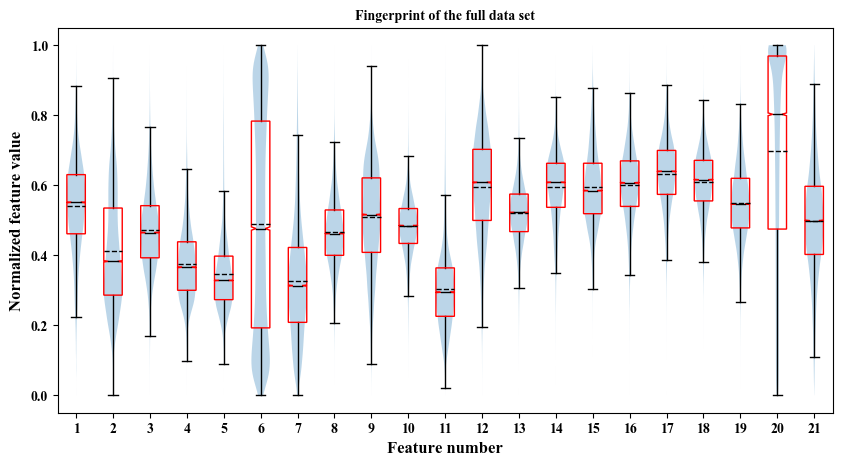 Fingerprint of the full data set
Normalized feature value
1.0
0.8
0.6
0.4
0.2
0.0
1 2 3 4 5 6 7 8 9 10 11 12 13 14 15 16 17 18 19 20 21
Feature number